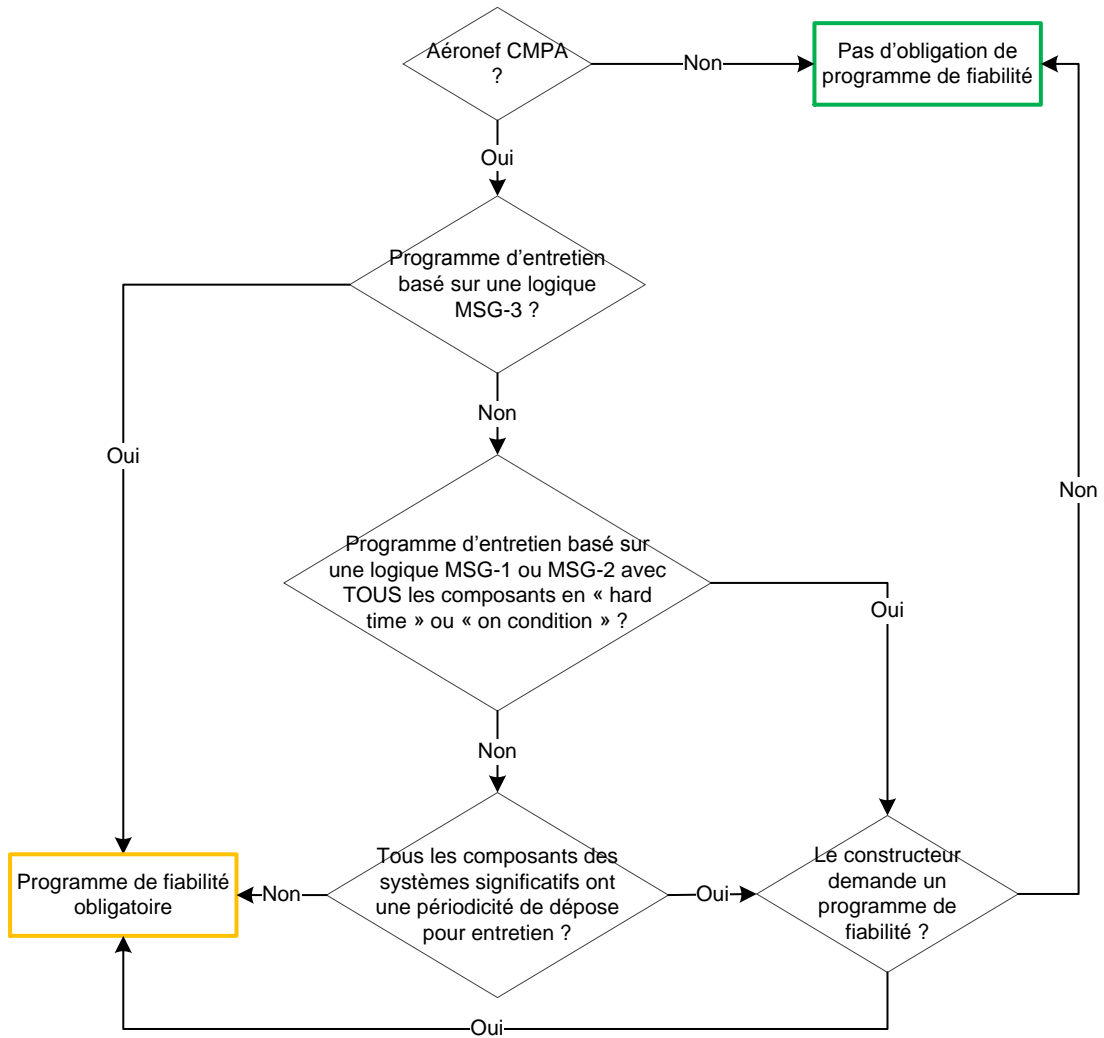 Aéronef CMPA
?
Non
Pas d’obligation de
programme de fiabilité
Oui
Programme d’entretien
basé sur une logique
MSG-3 ?
Non
Oui
Non
Programme d’entretien basé sur
une logique MSG-1 ou MSG-2 avec
TOUS les composants en « hard
time » ou « on condition » ?
Oui
Non
Tous les composants des
systèmes significatifs ont
une périodicité de dépose
pour entretien ?
Non
Oui
Programme de fiabilité
obligatoire
Le constructeur
demande un
programme de
fiabilité ?
Oui